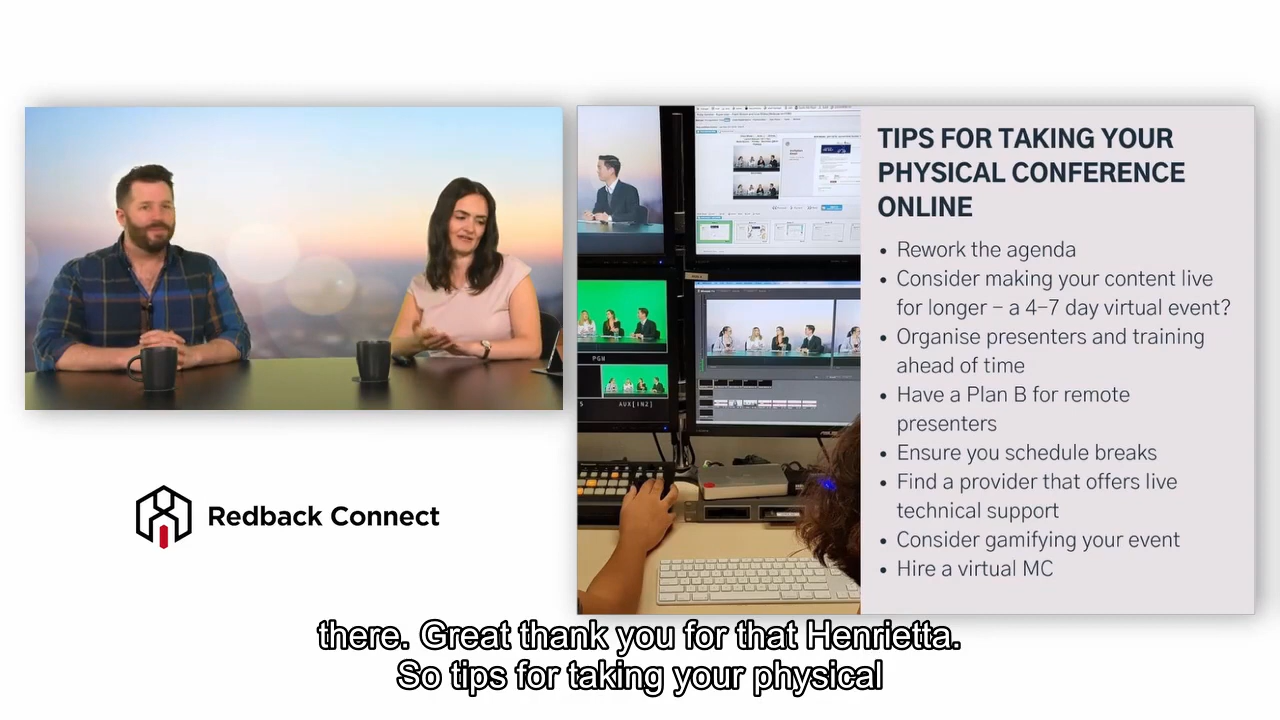 TIPS FOR TAKING YOUR
PHYSICAL CONFERENCE
ONLINE
• Rework the agenda
• Consider making your content live
for longer – a 4–7 day virtual event?
• Organise presenters and training
ahead of time
• Have a Plan B for remote
presenters
• Ensure you schedule breaks
• Find a provider that offers live
technical support
• Consider gamifying your event
• Hire a virtual MC
PGM
AUX[IN2]
Redback Connect
there. Great thank you for that Henrietta.
So tips for taking your physical